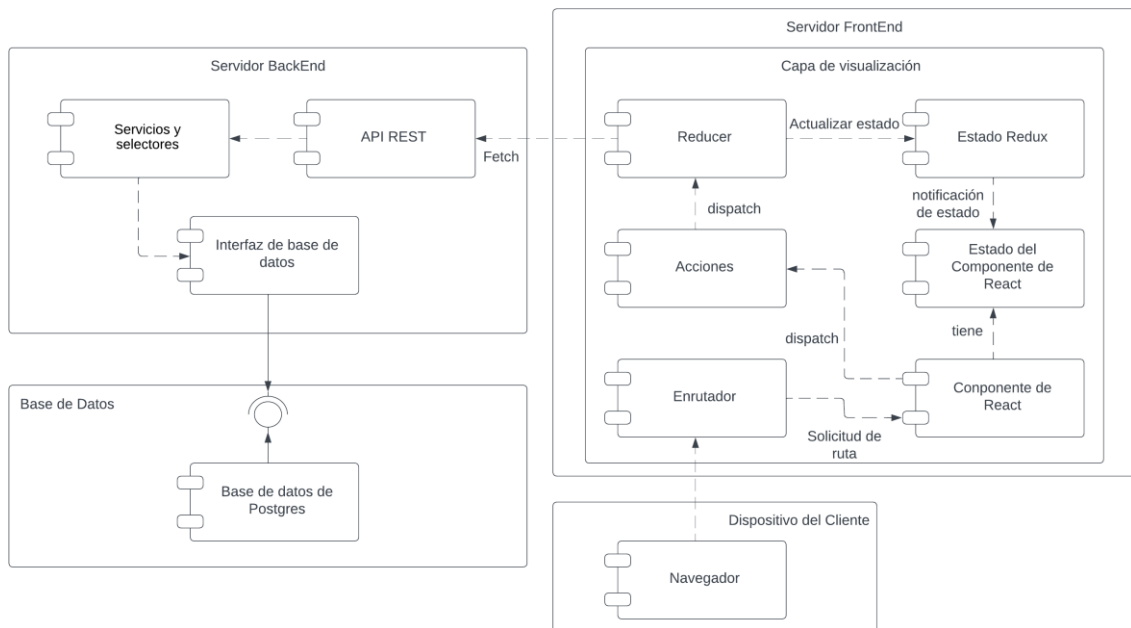 Servidor BackEnd
Servicios y
selectores
API REST
Interfaz de base de
datos
Base de Datos
Base de datos de
Postgres
Fetch
Servidor FrontEnd
Capa de visualización
Reducer
Actualizar estado
Estado Redux
dispatch
notificación
de estado
Acciones
Estado del
Componente de
React
dispatch
tiene
Enrutador
Solicitud de
ruta
Conponente de
React
Dispositivo del Cliente
Navegador